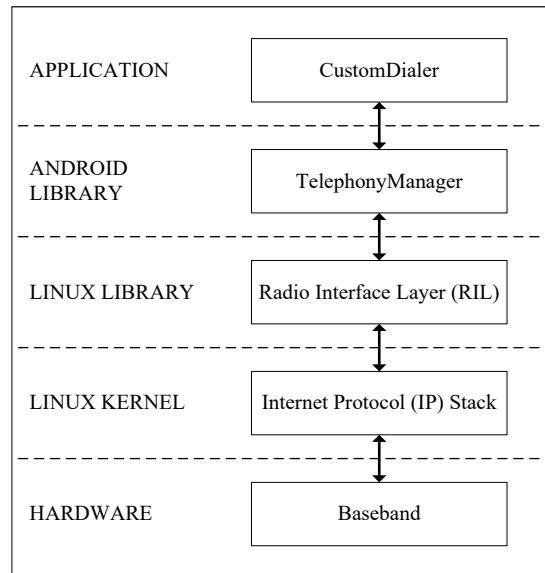 APPLICATION
CustomDialer
ANDROID
LIBRARY
TelephonyManager
LINUX LIBRARY
Radio Interface Layer (RIL)
LINUX KERNEL
Internet Protocol (IP) Stack
HARDWARE
Baseband